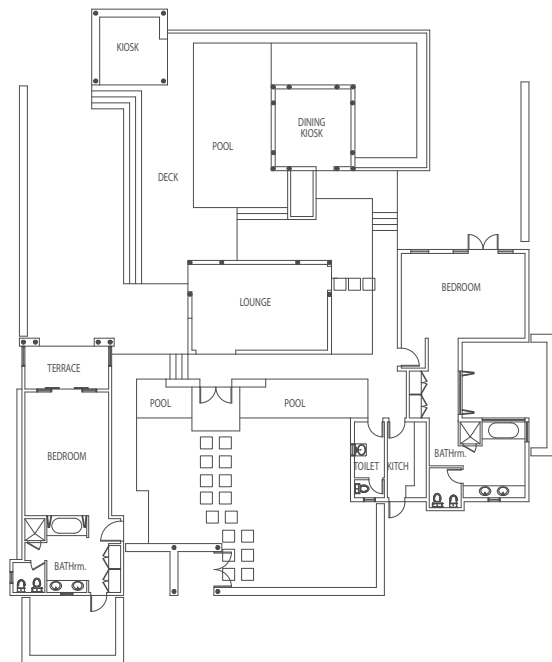 KIOSK
DINING
KIOSK
POOL
DECK
BEDROOM
LOUNGE
TERRACE
POOL
POOL
BEDROOM
BATHrm.
TOILET
KITCH
BATHrm.